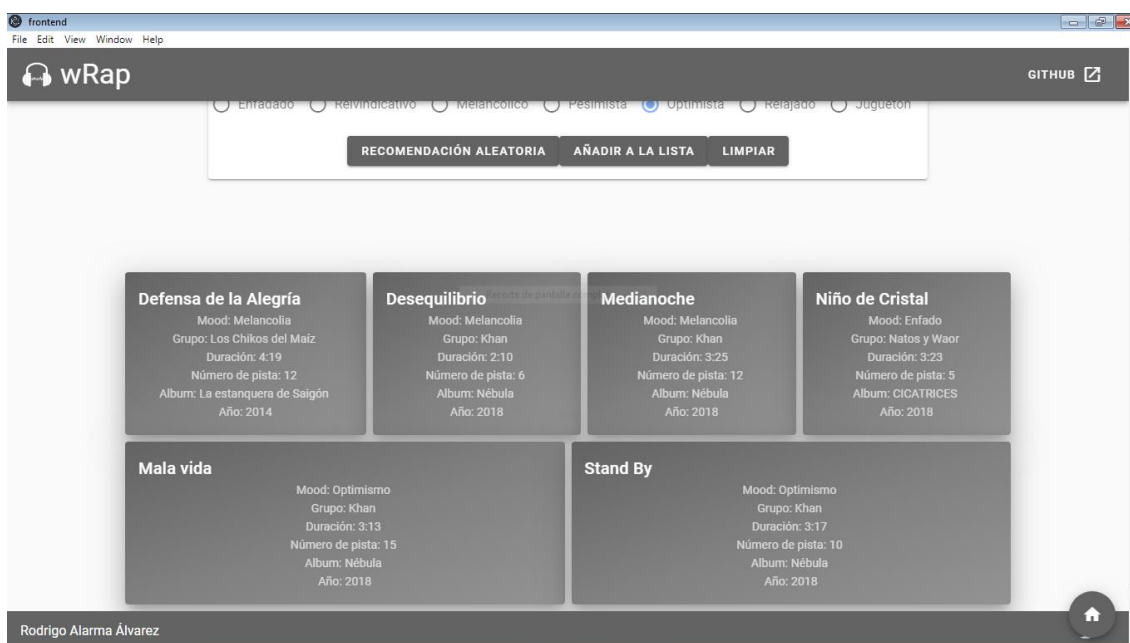 frontend
File Edit View Window Help
wRap
GITHUB
Enfadado Reivindicativo Melancólico Pesimista Optimista Relajado Juguetón
RECOMENDACIÓN ALEATORIA AÑADIR A LA LISTA LIMPIAR
Defensa de la Alegría
Mood: Melancolia
Grupo: Los Chikos del Maíz
Duración: 4:19
Número de pista: 12
Album: La estanquera de Saigón
Año: 2014
Desequilibrio
Mood: Melancolia
Grupo: Khan
Duración: 2:10
Número de pista: 6
Album: Nébula
Año: 2018
Recorte de pantalla
Medianoche
Mood: Melancolia
Grupo: Khan
Duración: 3:25
Número de pista: 12
Album: Nébula
Año: 2018
Niño de Cristal
Mood: Enfado
Grupo: Natos y Waor
Duración: 3:23
Número de pista: 5
Album: CICATRICES
Año: 2018
Mala vida
Mood: Optimismo
Grupo: Khan
Duración: 3:13
Número de pista: 15
Album: Nébula
Año: 2018
Stand By
Mood: Optimismo
Grupo: Khan
Duración: 3:17
Número de pista: 10
Album: Nébula
Año: 2018
Rodrigo Alarma Álvarez